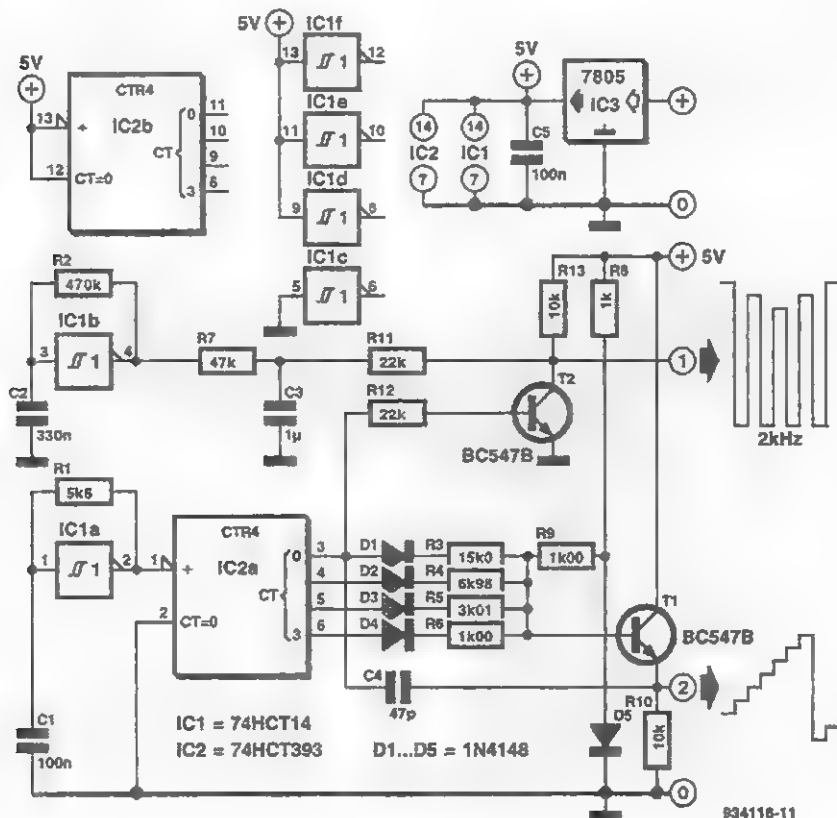 5V
+
CTR4
IC2b
13
+
12
CT=0
CT
0
3
11
10
9
5V
+
IC1f
13
1
12
IC1e
11
1
10
IC1d
9
1
IC1c
5
1
6
5V
+
7805
IC3
+
14
14
IC2
IC1
7
7
C5
100n
0
R2
470k
IC1b
3
1
4
C2
330n
R7
47k
C3
1µ
R11
22k
R12
22k
R13
10k
1k
+
5V
T2
BC547B
1
2kHz
R1
IC1a
1
1
2
C1
100n
CTR4
1
+
IC2a
2
CT=0
CT
0
3
3
4
5
6
D1
D2
D3
D4
R3
15k0
R4
6k98
R5
3k01
R6
1k00
R9
1k00
T1
BC547B
C4
47p
2
R10
10k
D5
0
IC1 = 74HCT14
IC2 = 74HCT393
D1...D5 = 1N4148
934116-11